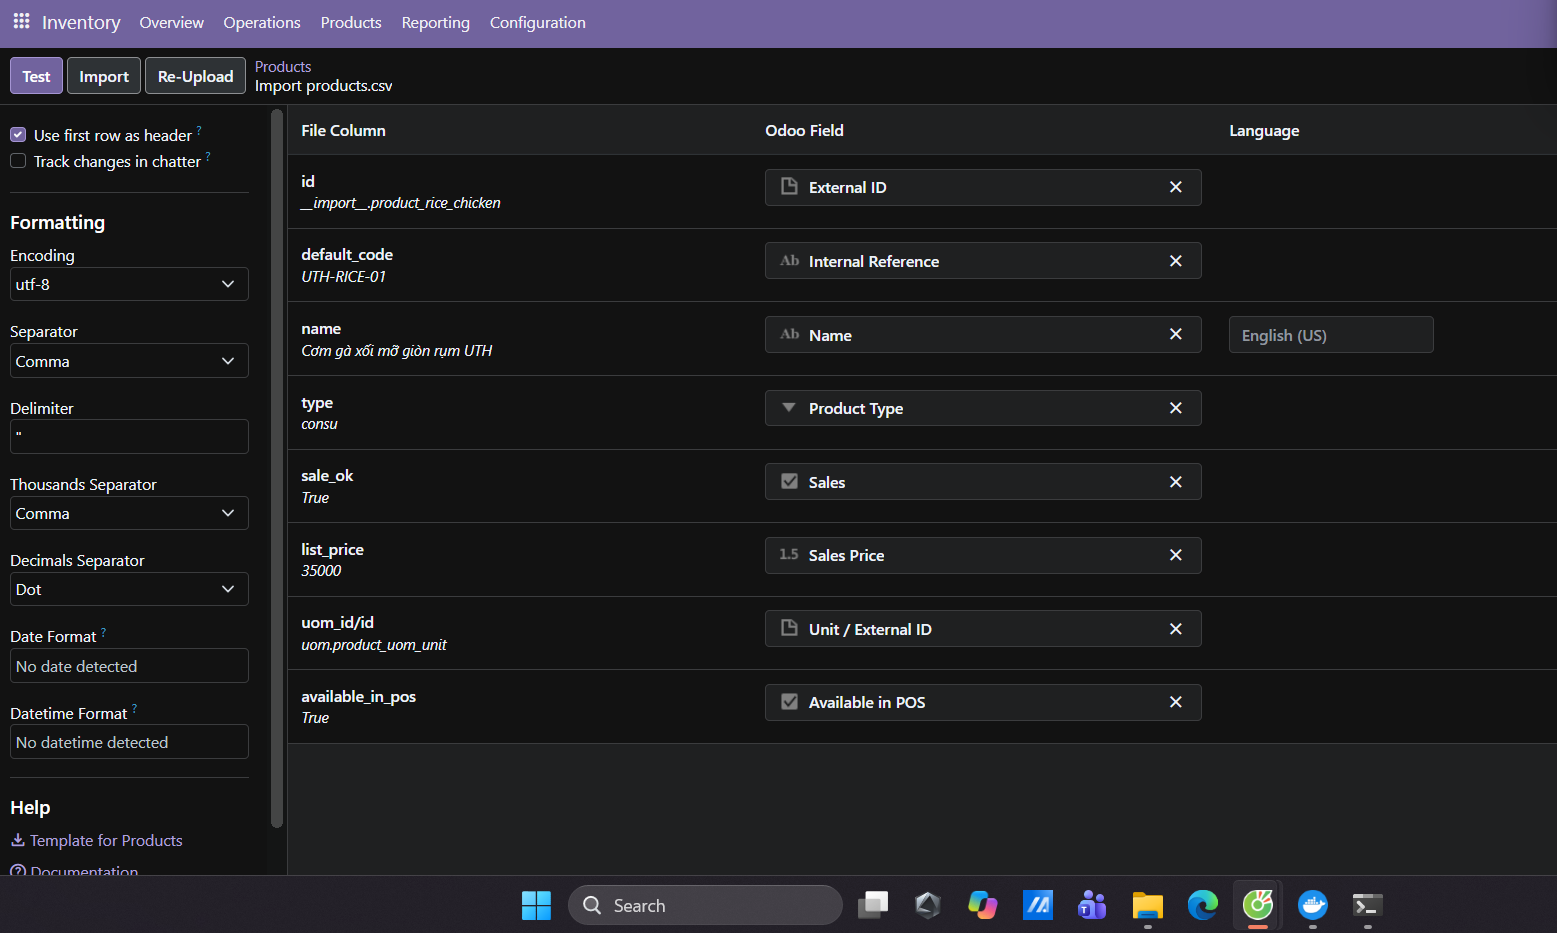 Inventory Overview Operations Products Reporting Configuration
Test Import Re-Upload
Products
Import products.csv
Use first row as header ?
Track changes in chatter ?
Formatting
Encoding
utf-8
Separator
Comma
Delimiter
"
Thousands Separator
Comma
Decimals Separator
Dot
Date Format ?
No date detected
Datetime Format ?
No datetime detected
Help
Template for Products
Documentation
File Column Odoo Field Language
id
__import__.product_rice_chicken
External ID
default_code
UTH-RICE-01
Ab Internal Reference
name
Cơm gà xối mỡ giòn rụm UTH
Ab Name
English (US)
type
consu
Product Type
sale_ok
True
Sales
list_price
35000
1.5 Sales Price
uom_id/id
uom.product_uom_unit
Unit / External ID
available_in_pos
True
Available in POS
Search